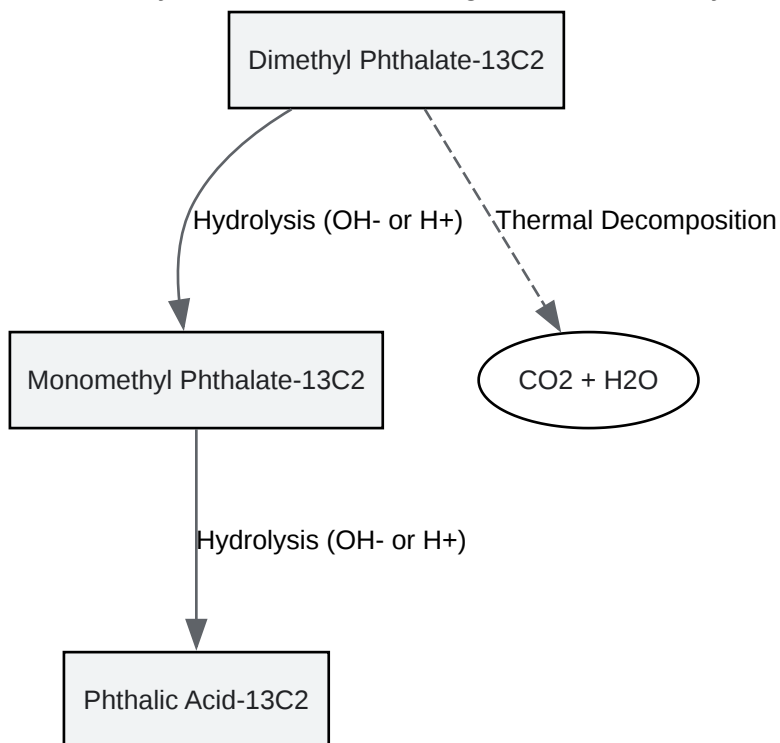 Dimethyl Phthalate-13C2
Hydrolysis (OH- or H+)
Thermal Decomposition
Monomethyl Phthalate-13C2
CO2 + H2O
Hydrolysis (OH- or H+)
Phthalic Acid-13C2